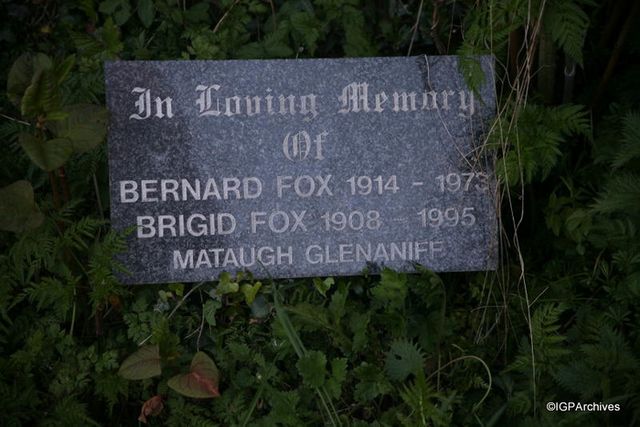 In Loving Memory
Of
BERNARD FOX 1914 - 1973
BRIGID FOX 1908 - 1995
MATAUGH GLENANIFF
©IGPArchives